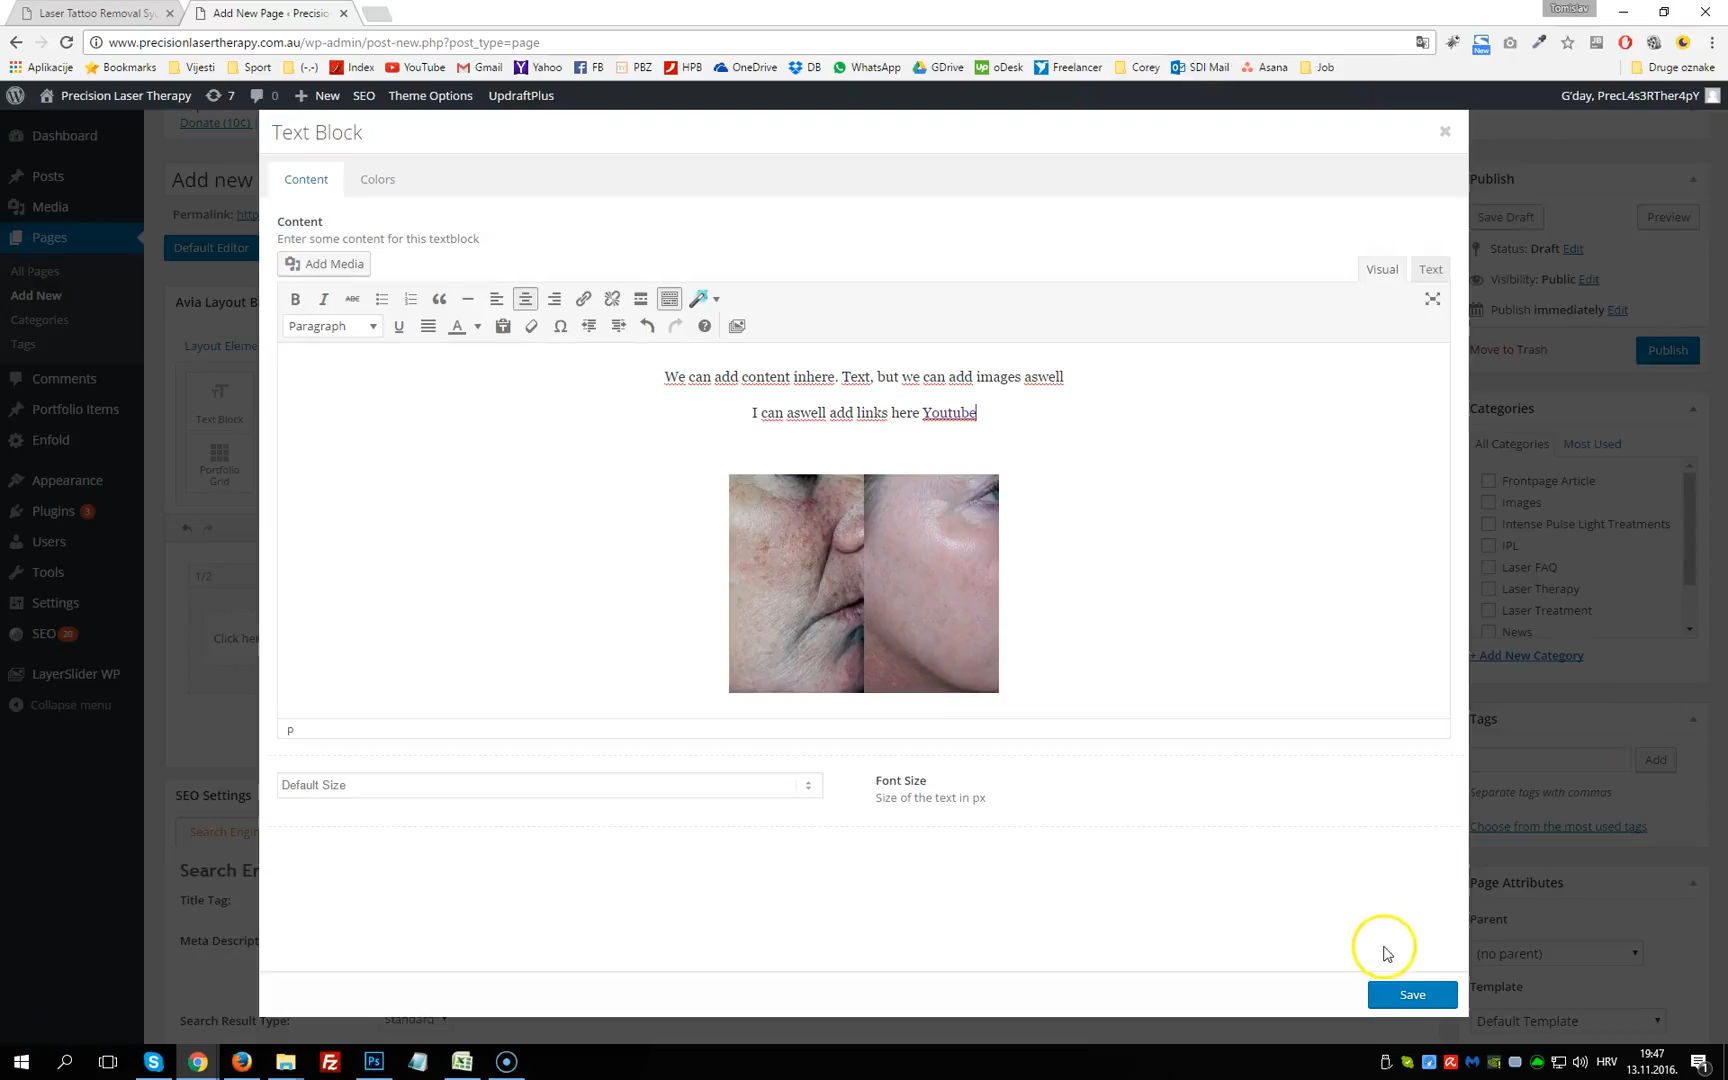 Tomislav
Laser Tattoo Removal Sy
Add New Page ‹ Precisio
www.precisionlasertherapy.com.au/wp-admin/post-new.php?post_type=page
Aplikacije Bookmarks Vijesti Sport (-.-) Index YouTube Gmail Yahoo FB PBZ HPB OneDrive DB WhatsApp GDrive oDesk Freelancer Corey SDI Mail Asana Job Druge oznake
Precision Laser Therapy 7 0 New SEO Theme Options UpdraftPlus G'day, PrecL4s3RTher4pY
Dashboard
Posts
Media
Pages
All Pages
Add New
Categories
Tags
Comments
Portfolio Items
Enfold
Appearance
Plugins 3
Users
Tools
Settings
SEO 20
LayerSlider WP
Collapse menu
Donate (10¢)
Add new
Permalink: http
Default Editor
Avia Layout B
Layout Eleme
Text Block
Portfolio
Grid
1/2
Click her
SEO Settings
Search Engin
Search En
Title Tag:
Meta Descript
Search Result Type: Standard
Text Block
Content Colors
Content
Enter some content for this textblock
Add Media
Visual Text
Paragraph
We can add content inhere. Text, but we can add images aswell
I can aswell add links here Youtube
P
Default Size
Font Size
Size of the text in px
Save
Publish
Save Draft Preview
Status: Draft Edit
Visibility: Public Edit
Publish immediately Edit
Move to Trash Publish
Categories
All Categories Most Used
Frontpage Article
Images
Intense Pulse Light Treatments
IPL
Laser FAQ
Laser Therapy
Laser Treatment
News
+ Add New Category
Tags
Add
Separate tags with commas
Choose from the most used tags
Page Attributes
Parent
(no parent)
Template
Default Template
HRV
19:47
13.11.2016.